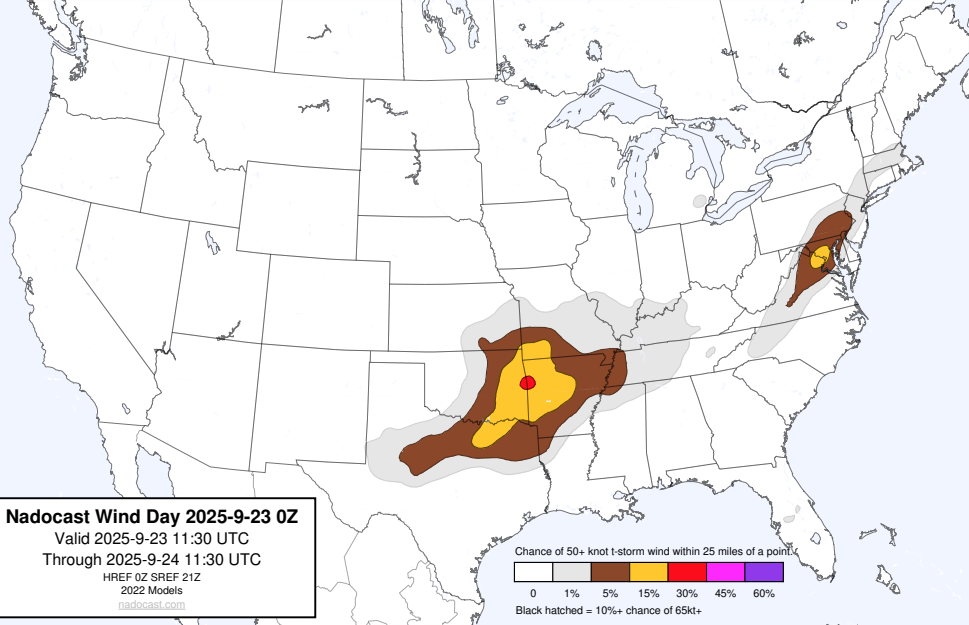 Nadocast Wind Day 2025-9-23 0Z
Valid 2025-9-23 11:30 UTC
Through 2025-9-24 11:30 UTC
HREF 0Z SREF 21Z
2022 Models
nadocast.com
Chance of 50+ knot t-storm wind within 25 miles of a point.
0 1% 5% 15% 30% 45% 60%
Black hatched = 10%+ chance of 65kt+